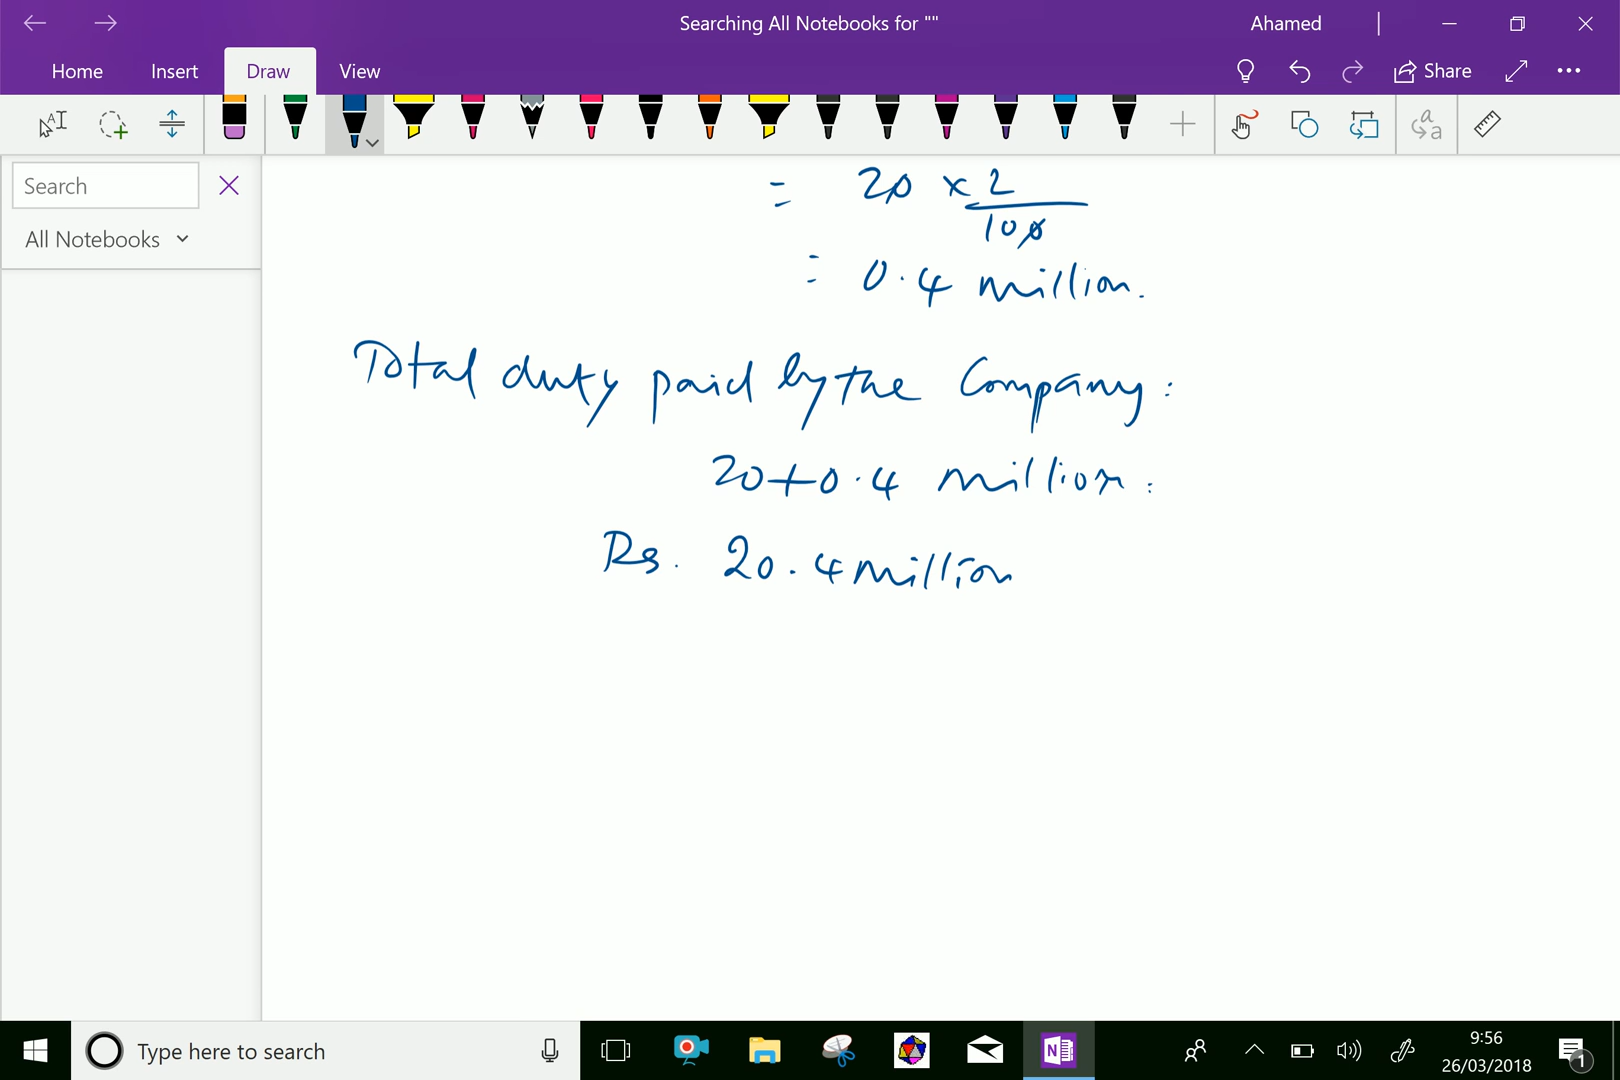 Searching All Notebooks for ""
Ahamed
Home Insert Draw View
Share
Search
All Notebooks
= 20 × 2
100
= 0.4 million.
Total duty paid by the Company:
20+0.4 million:
Rs. 20.4 million
Type here to search
9:56
26/03/2018
1